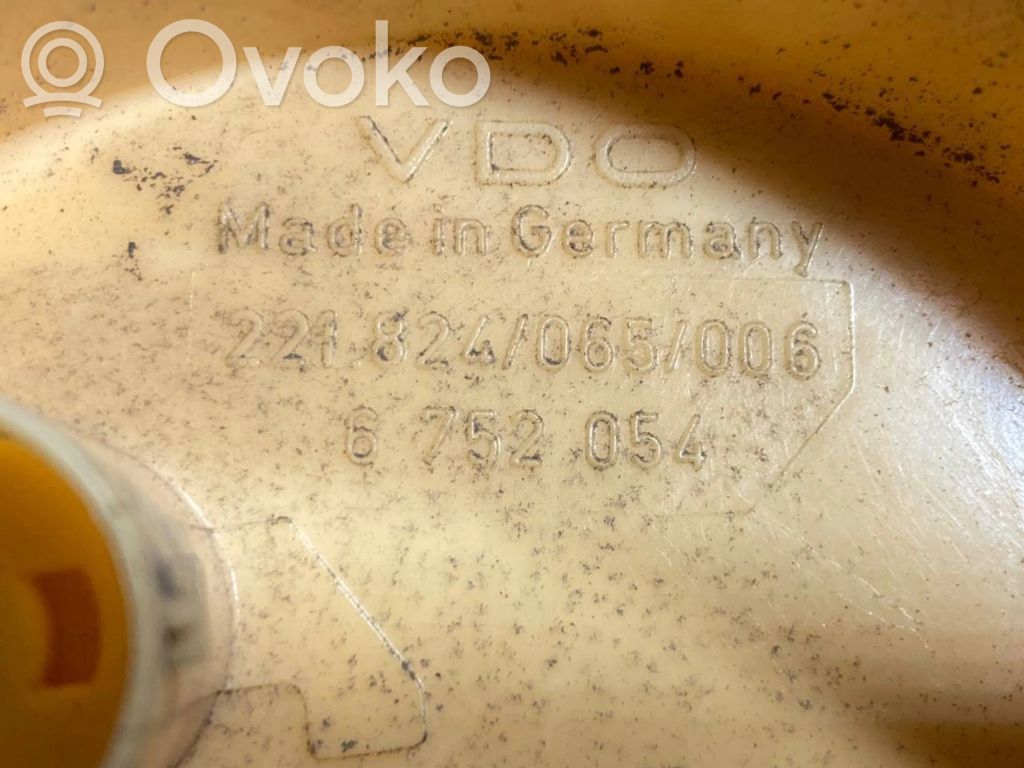 Ovoko
VDO
Made in Germany
221.824/065/006
6 752 054